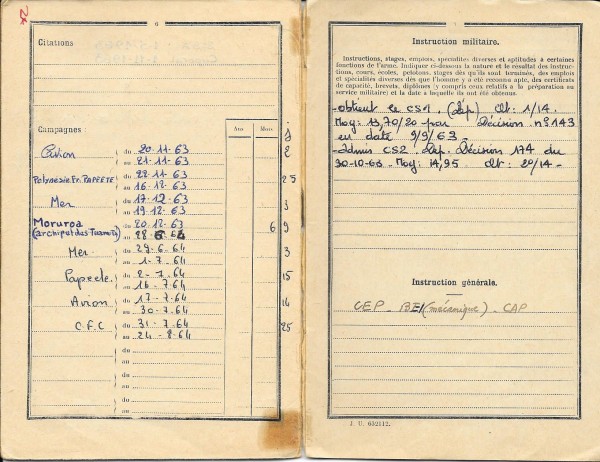 6
Citations
Campagnes :
Ans
Mois
J
Avion
du 20.11.63
au 21.11.63
2
Polynésie Fr. PAPEETE
du 22.11.63
au 16.12.63
25
Mer
du 17.12.63
au 19.12.63
3
Moruroa
(archipel des Tuamotu)
du 20.12.63
au 28.6.64
6
9
Mer
du 29.6.64
au 1.7.64
3
Papeete
du 2.7.64
au 16.7.64
15
Avion
du 17.7.64
au 30.7.64
14
C.F.C
du 31.7.64
au 24.8.64
25
du
au
du
au
du
au
Instruction militaire.
Instructions, stages, emplois, spécialités diverses et aptitudes à certaines
fonctions de l'arme. Indiquer ci-dessous la nature et le résultat des instruc-
tions, cours, écoles, pelotons, stages dès qu'ils sont terminés, des emplois et
spécialités diverses dès que l'homme y a été reconnu apte, des certificats
de capacité, brevets, diplômes (y compris ceux relatifs à la préparation au
service militaire) et la date à laquelle ils ont été obtenus.
- obtient le CS1. (Dép) Clt : 1/14.
Moy : 13,70/20 par Décision n° 143
en date 9/9/63.
- admis CS2. Dep. Décision 174 du
30-10-63 - Moy : 14,95 Clt : 20/14 -
Instruction générale.
CEP - BEI (mécanique) - CAP
J. U. 632112.